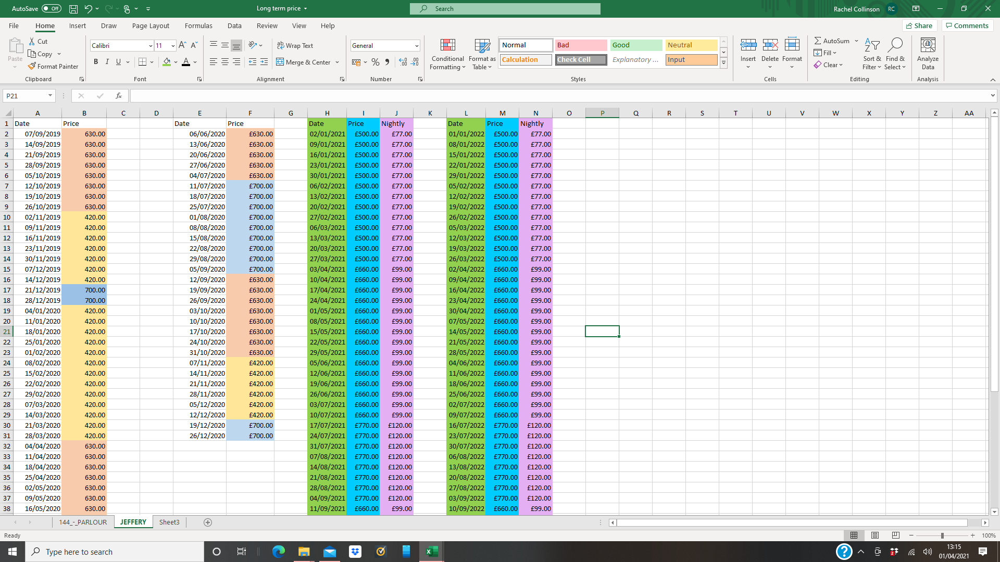 AutoSave Off Long term price Search Rachel Collinson RC
File Home Insert Draw Page Layout Formulas Data Review View Help Share Comments
Cut Calibri 11 Wrap Text General Normal Bad Good Neutral AutoSum
Paste Copy Conditional Formatting Format as Table Insert Delete Format Fill Sort & Filter Find & Select Analyze Data
Format Painter B I U Merge & Center % Calculation Check Cell Explanatory ... Input Clear
Clipboard Font Alignment Number Styles Cells Editing Analysis
P21 fx
A B C D E F G H I J K L M N O P Q R S T U V W X Y Z AA
1 Date Price Date Price Date Price Nightly Date Price Nightly
2 07/09/2019 630.00 06/06/2020 £630.00 02/01/2021 £500.00 £77.00 01/01/2022 £500.00 £77.00
3 14/09/2019 630.00 13/06/2020 £630.00 09/01/2021 £500.00 £77.00 08/01/2022 £500.00 £77.00
4 21/09/2019 630.00 20/06/2020 £630.00 16/01/2021 £500.00 £77.00 15/01/2022 £500.00 £77.00
5 28/09/2019 630.00 27/06/2020 £630.00 23/01/2021 £500.00 £77.00 22/01/2022 £500.00 £77.00
6 05/10/2019 630.00 04/07/2020 £630.00 30/01/2021 £500.00 £77.00 29/01/2022 £500.00 £77.00
7 12/10/2019 630.00 11/07/2020 £700.00 06/02/2021 £500.00 £77.00 05/02/2022 £500.00 £77.00
8 19/10/2019 630.00 18/07/2020 £700.00 13/02/2021 £500.00 £77.00 12/02/2022 £500.00 £77.00
9 26/10/2019 630.00 25/07/2020 £700.00 20/02/2021 £500.00 £77.00 19/02/2022 £500.00 £77.00
10 02/11/2019 420.00 01/08/2020 £700.00 27/02/2021 £500.00 £77.00 26/02/2022 £500.00 £77.00
11 09/11/2019 420.00 08/08/2020 £700.00 06/03/2021 £500.00 £77.00 05/03/2022 £500.00 £77.00
12 16/11/2019 420.00 15/08/2020 £700.00 13/03/2021 £500.00 £77.00 12/03/2022 £500.00 £77.00
13 23/11/2019 420.00 22/08/2020 £700.00 20/03/2021 £500.00 £77.00 19/03/2022 £500.00 £77.00
14 30/11/2019 420.00 29/08/2020 £700.00 27/03/2021 £500.00 £77.00 26/03/2022 £500.00 £77.00
15 07/12/2019 420.00 05/09/2020 £700.00 03/04/2021 £660.00 £99.00 02/04/2022 £660.00 £99.00
16 14/12/2019 420.00 12/09/2020 £630.00 10/04/2021 £660.00 £99.00 09/04/2022 £660.00 £99.00
17 21/12/2019 700.00 19/09/2020 £630.00 17/04/2021 £660.00 £99.00 16/04/2022 £660.00 £99.00
18 28/12/2019 700.00 26/09/2020 £630.00 24/04/2021 £660.00 £99.00 23/04/2022 £660.00 £99.00
19 04/01/2020 420.00 03/10/2020 £630.00 01/05/2021 £660.00 £99.00 30/04/2022 £660.00 £99.00
20 11/01/2020 420.00 10/10/2020 £630.00 08/05/2021 £660.00 £99.00 07/05/2022 £660.00 £99.00
21 18/01/2020 420.00 17/10/2020 £630.00 15/05/2021 £660.00 £99.00 14/05/2022 £660.00 £99.00
22 25/01/2020 420.00 24/10/2020 £630.00 22/05/2021 £660.00 £99.00 21/05/2022 £660.00 £99.00
23 01/02/2020 420.00 31/10/2020 £630.00 29/05/2021 £660.00 £99.00 28/05/2022 £660.00 £99.00
24 08/02/2020 420.00 07/11/2020 £420.00 05/06/2021 £660.00 £99.00 04/06/2022 £660.00 £99.00
25 15/02/2020 420.00 14/11/2020 £420.00 12/06/2021 £660.00 £99.00 11/06/2022 £660.00 £99.00
26 22/02/2020 420.00 21/11/2020 £420.00 19/06/2021 £660.00 £99.00 18/06/2022 £660.00 £99.00
27 29/02/2020 420.00 28/11/2020 £420.00 26/06/2021 £660.00 £99.00 25/06/2022 £660.00 £99.00
28 07/03/2020 420.00 05/12/2020 £420.00 03/07/2021 £660.00 £99.00 02/07/2022 £660.00 £99.00
29 14/03/2020 420.00 12/12/2020 £420.00 10/07/2021 £660.00 £99.00 09/07/2022 £660.00 £99.00
30 21/03/2020 420.00 19/12/2020 £700.00 17/07/2021 £770.00 £120.00 16/07/2022 £770.00 £120.00
31 28/03/2020 420.00 26/12/2020 £700.00 24/07/2021 £770.00 £120.00 23/07/2022 £770.00 £120.00
32 04/04/2020 630.00 31/07/2021 £770.00 £120.00 30/07/2022 £770.00 £120.00
33 11/04/2020 630.00 07/08/2021 £770.00 £120.00 06/08/2022 £770.00 £120.00
34 18/04/2020 630.00 14/08/2021 £770.00 £120.00 13/08/2022 £770.00 £120.00
35 25/04/2020 630.00 21/08/2021 £770.00 £120.00 20/08/2022 £770.00 £120.00
36 02/05/2020 630.00 28/08/2021 £770.00 £120.00 27/08/2022 £770.00 £120.00
37 09/05/2020 630.00 04/09/2021 £770.00 £120.00 03/09/2022 £770.00 £120.00
38 16/05/2020 630.00 11/09/2021 £660.00 £99.00 10/09/2022 £660.00 £99.00
144_-_PARLOUR JEFFERY Sheet3
Ready 100%
Type here to search 13:15
01/04/2021